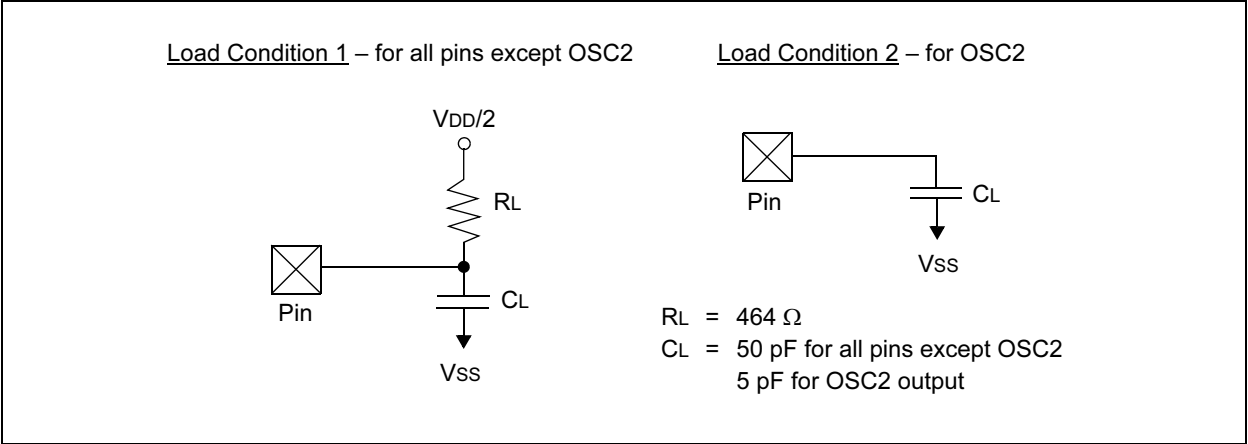 Load Condition 1 – for all pins except OSC2
VDD/2
RL
Pin
CL
VSS
Load Condition 2 – for OSC2
Pin
CL
VSS
RL = 464 Ω
CL = 50 pF for all pins except OSC2
5 pF for OSC2 output